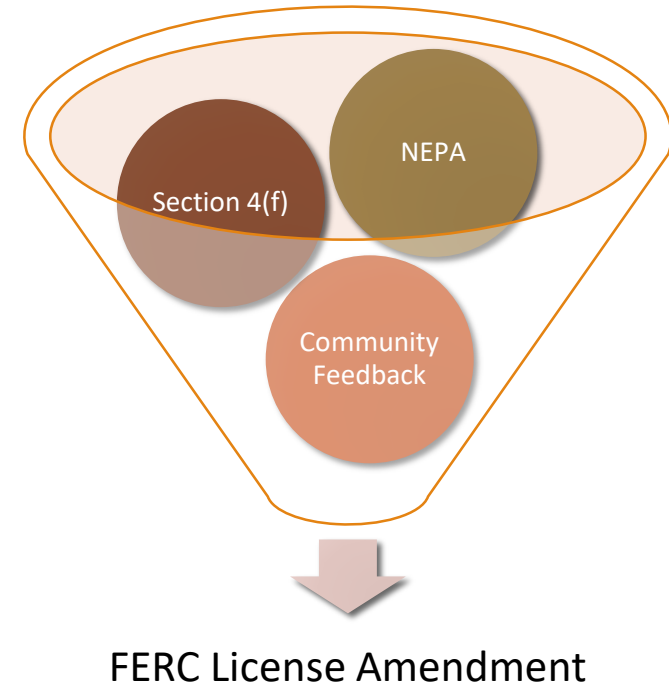 NEPA
Section 4(f)
Community
Feedback
FERC License Amendment